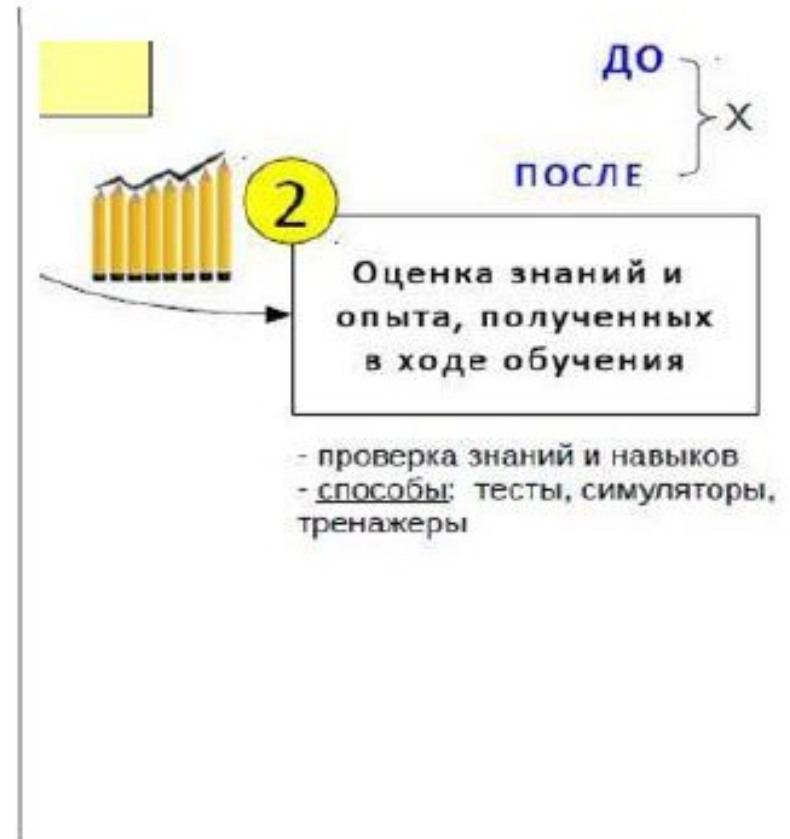 ДО
Х
ПОСЛЕ
2
Оценка знаний и
опыта, полученных
в ходе обучения
- проверка знаний и навыков
- способы: тесты, симуляторы,
тренажеры